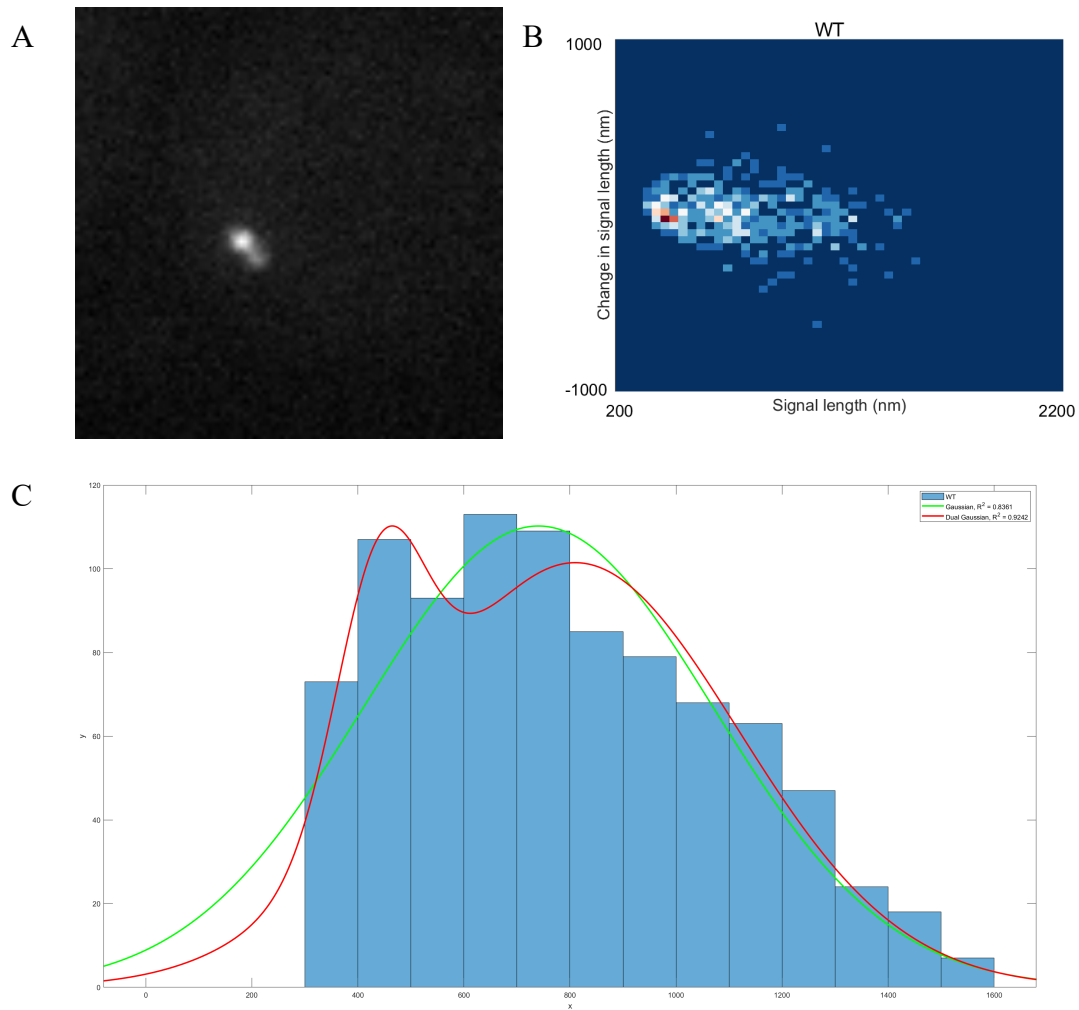 A
B
WT
1000
Change in signal length (nm)
-1000
200
Signal length (nm)
2200
C
120
100
80
60
40
20
0
y
WT
Gaussian, R² = 0.8361
Dual Gaussian, R² = 0.9242
0
200
400
600
800
1000
1200
1400
1600
x